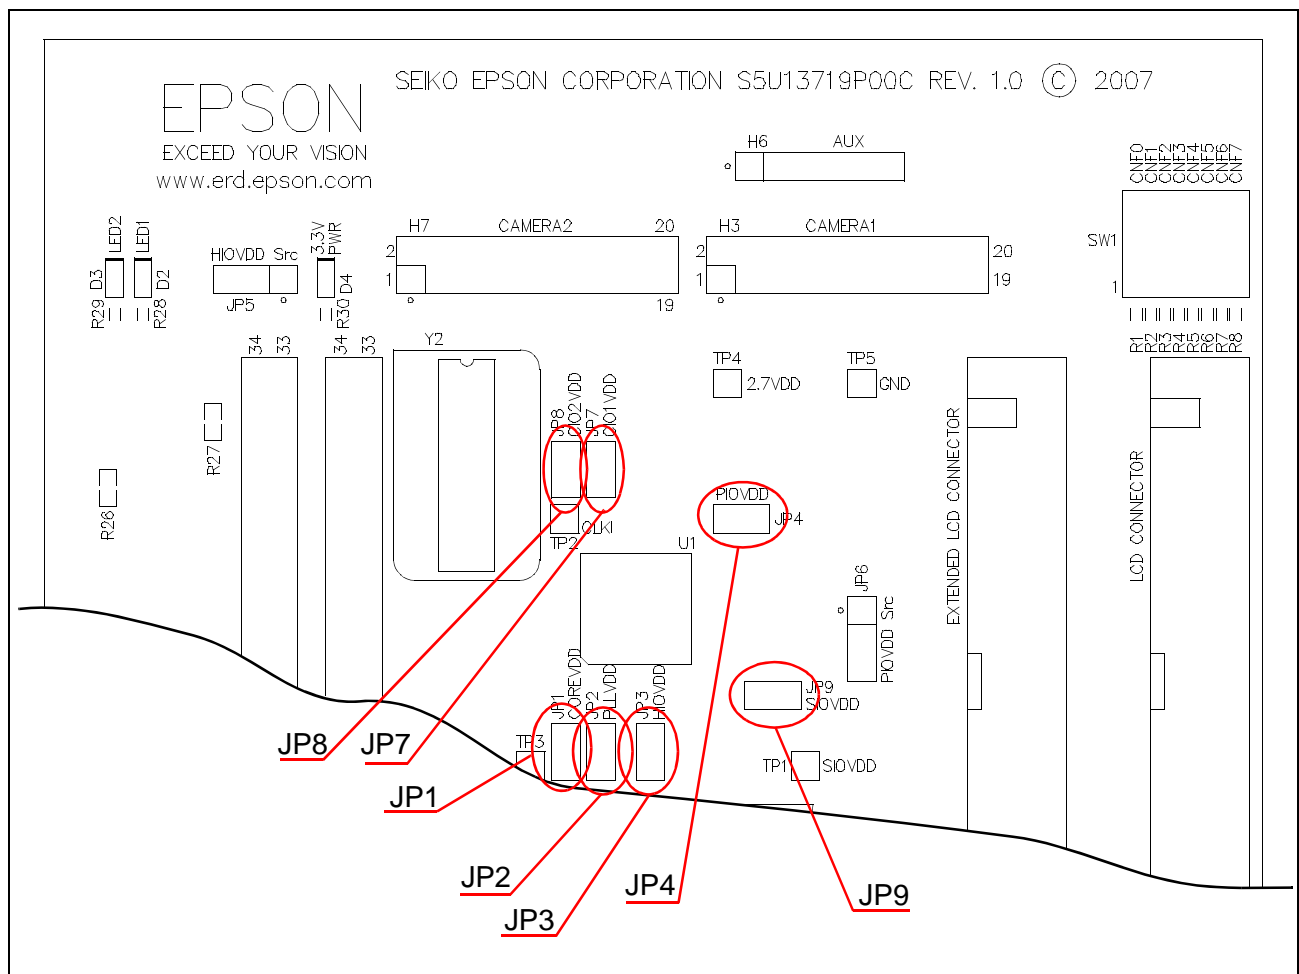 SEIKO EPSON CORPORATION S5U13719P00C REV. 1.0 © 2007
EPSON
EXCEED YOUR VISION
www.erd.epson.com
H6 AUX
CNF0
CNF1
CNF2
CNF3
CNF4
CNF5
CNF6
CNF7
SW1
1
R1
R2
R3
R4
R5
R6
R7
R8
LED2
LED1
D3
D2
R29
R28
HIOVDD Src
JP5
3.3V
PWR
D4
R30
H7 CAMERA2 20
2
1
19
H3 CAMERA1
2
1
20
19
34
33
34
33
Y2
R27
R26
TP4
2.7VDD
TP5
GND
JP8
CIO2VDD
JP7
CIO1VDD
CLKI
TP2
U1
PIOVDD
JP4
EXTENDED LCD CONNECTOR
LCD CONNECTOR
JP6
Src
PIOVDD
JP9
SIOVDD
JP1
COREVDD
JP2
PLLVDD
JP3
HIOVDD
TP3
TP1 SIOVDD
JP8
JP7
JP1
JP2
JP3
JP4
JP9